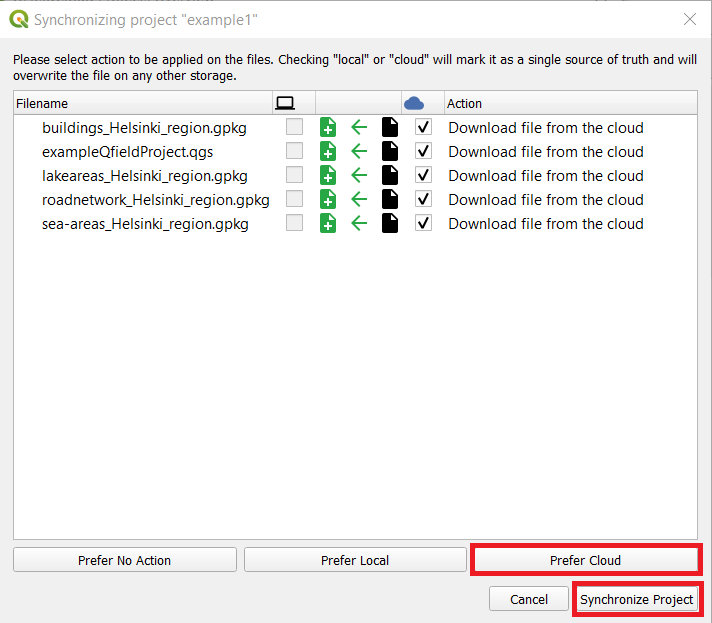 Synchronizing project "example1"
Please select action to be applied on the files. Checking "local" or "cloud" will mark it as a single source of truth and will
overwrite the file on any other storage.
Filename Action
buildings_Helsinki_region.gpkg Download file from the cloud
exampleQfieldProject.qgs Download file from the cloud
lakeareas_Helsinki_region.gpkg Download file from the cloud
roadnetwork_Helsinki_region.gpkg Download file from the cloud
sea-areas_Helsinki_region.gpkg Download file from the cloud
Prefer No Action Prefer Local Prefer Cloud
Cancel Synchronize Project